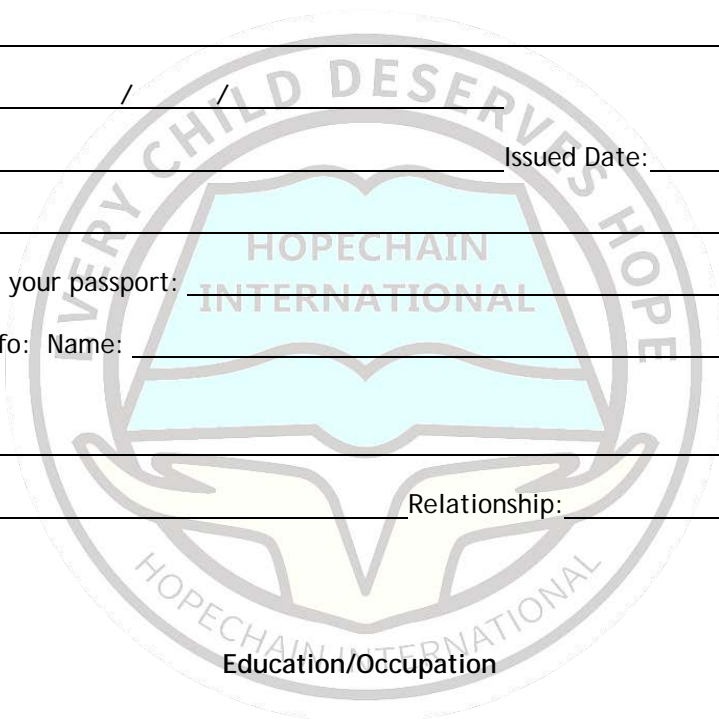 / /
Issued Date:
your passport:
fo: Name:
Relationship:
Education/Occupation
EVERY CHILD DESERVES HOPE
HOPECHAIN
INTERNATIONAL
HOPECHAIN INTERNATIONAL